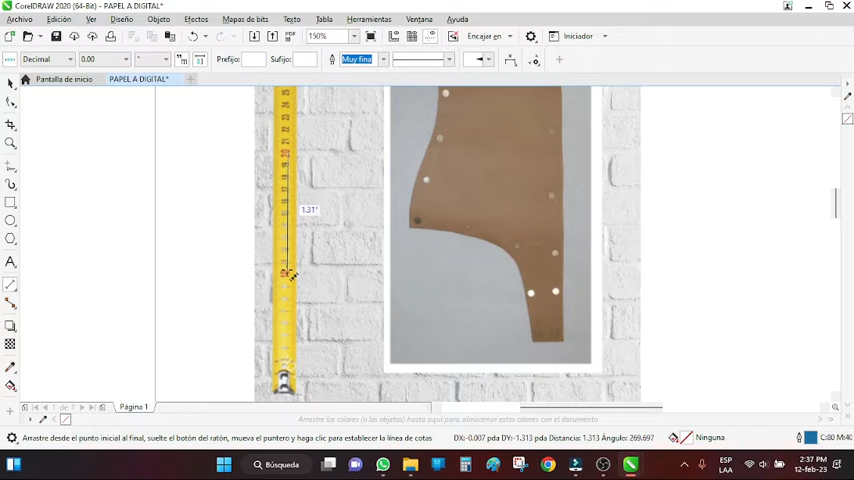 CorelDRAW 2020 (64-Bit) - PAPEL A DIGITAL*
Archivo Edición Ver Diseño Objeto Efectos Mapas de bits Texto Tabla Herramientas Ventana Ayuda
150% Encajar en Iniciador
Decimal 0.00 " Prefijo: Sufijo: Muy fina
Pantalla de inicio PAPEL A DIGITAL*
1.31"
1 de 1 Página 1
Arrastre los colores (o los objetos) hasta aquí para almacenar estos colores con el documento
Arrastre desde el punto inicial al final, suelte el botón del ratón, mueva el puntero y haga clic para establecer la línea de cotas DX:-0.007 pda DY:-1.313 pda Distancia: 1.313 Ángulo: 269.697 Ninguna C:80 M:40
Búsqueda ESP LAA 2:37 PM 12-feb-23